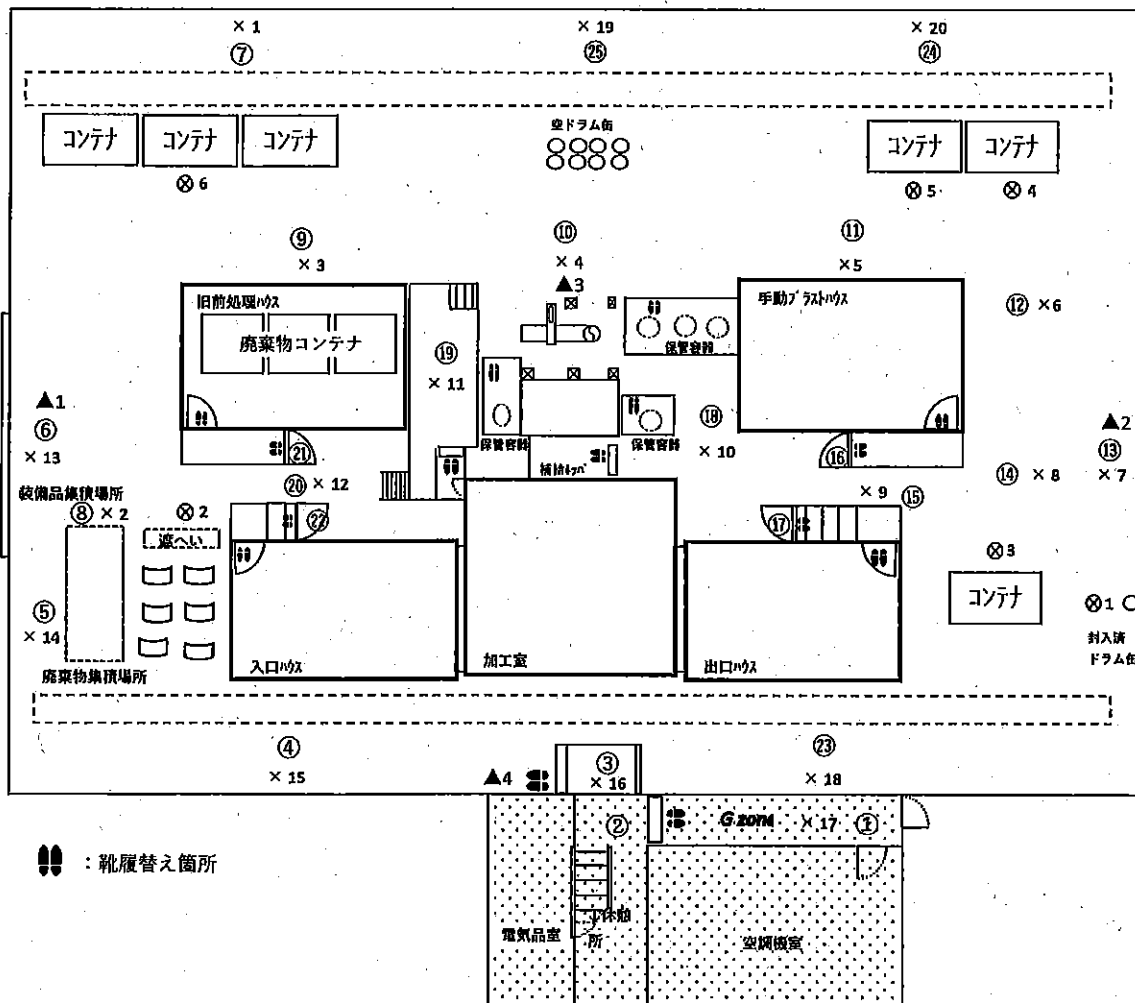 × 1
⑦
× 19
㉕
× 20
㉔
コンテナ
コンテナ
コンテナ
空ドラム缶
コンテナ
コンテナ
⊗ 6
⊗ 5
⊗ 4
⑨
× 3
⑩
× 4
▲3
⑪
×5
旧前処理ハウス
廃棄物コンテナ
⑲
× 11
保管容器
手動ブラストハウス
⑫ ×6
▲1
⑥
× 13
保管容器
保管容器
⑱
× 10
▲2
⑬
× 7
㉑
⑳ × 12
⑯
⑭ × 8
装備品集積場所
⑧ × 2
⊗ 2
遮へい
㉒
× 9 ⑮
⑰
⊗3
コンテナ
⑤
× 14
⊗1
封入済
ドラム缶
廃棄物集積場所
入口ハウス
加工室
出口ハウス
④
× 15
▲4
③
× 16
㉓
× 18
②
G zone
× 17 ①
：靴履替え箇所
電気品室
休憩
所
空調機室